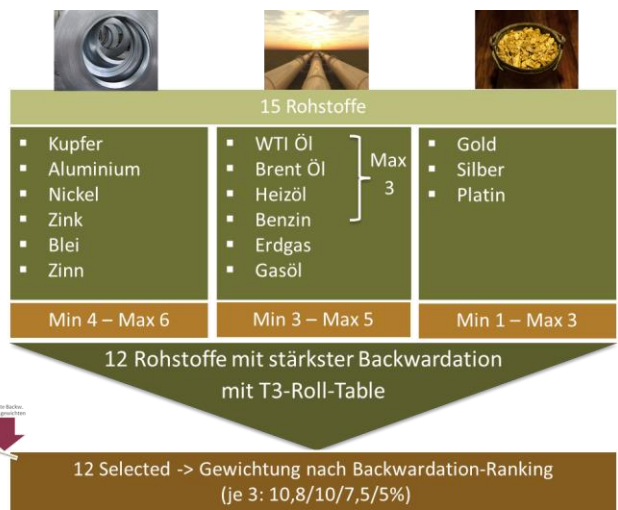 15 Rohstoffe
▪ Kupfer
▪ Aluminium
▪ Nickel
▪ Zink
▪ Blei
▪ Zinn
Min 4 – Max 6
▪ WTI Öl
▪ Brent Öl
▪ Heizöl
▪ Benzin
▪ Erdgas
▪ Gasöl
Max
3
Min 3 – Max 5
▪ Gold
▪ Silber
▪ Platin
Min 1 – Max 3
12 Rohstoffe mit stärkster Backwardation
mit T3-Roll-Table
12 Selected -> Gewichtung nach Backwardation-Ranking
(je 3: 10,8/10/7,5/5%)